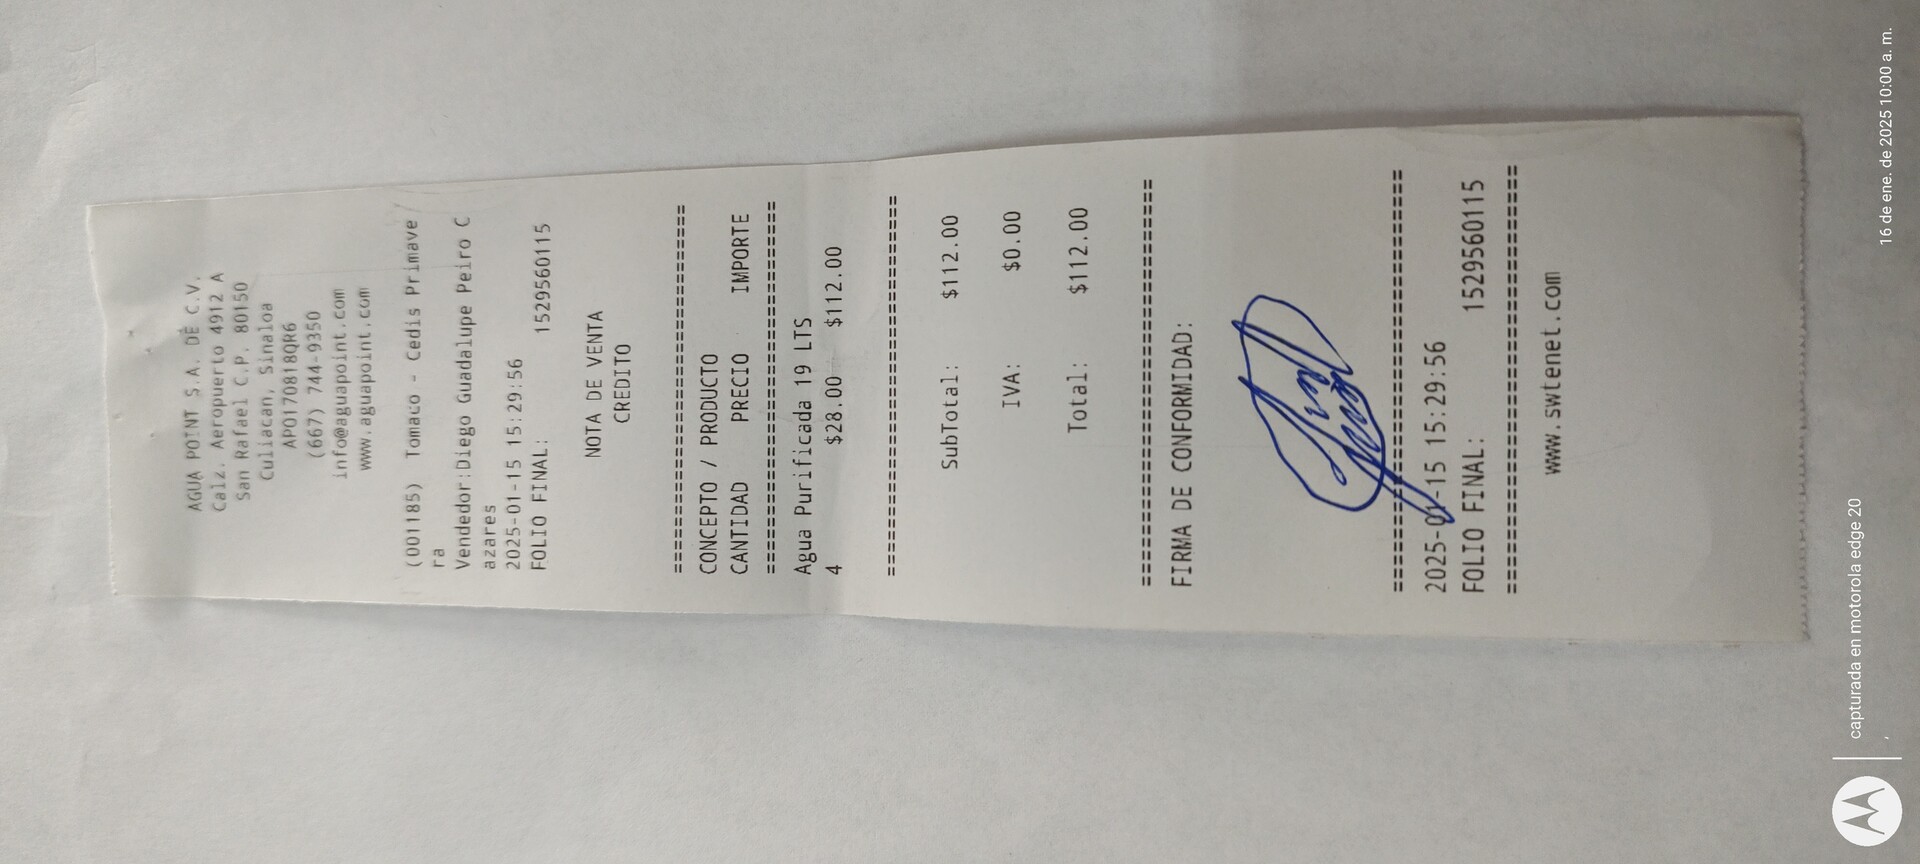 AGUA POINT S.A. DE C.V.
Calz. Aeropuerto 4912 A
San Rafael C.P. 80150
Culiacan, Sinaloa
APO170818QR6
(667) 744-9350
info@aguapoint.com
www.aguapoint.com
(001185) Tomaco - Cedis Primave
ra
Vendedor:Diego Guadalupe Peiro C
azares
2025-01-15 15:29:56
FOLIO FINAL: 1529560115
NOTA DE VENTA
CREDITO
================================
CONCEPTO / PRODUCTO
CANTIDAD PRECIO IMPORTE
================================
Agua Purificada 19 LTS
4 $28.00 $112.00
================================
SubTotal: $112.00
IVA: $0.00
Total: $112.00
================================
FIRMA DE CONFORMIDAD:
================================
2025-01-15 15:29:56
FOLIO FINAL: 1529560115
================================
www.swtenet.com
capturada en motorola edge 20
16 de ene. de 2025 10:00 a. m.